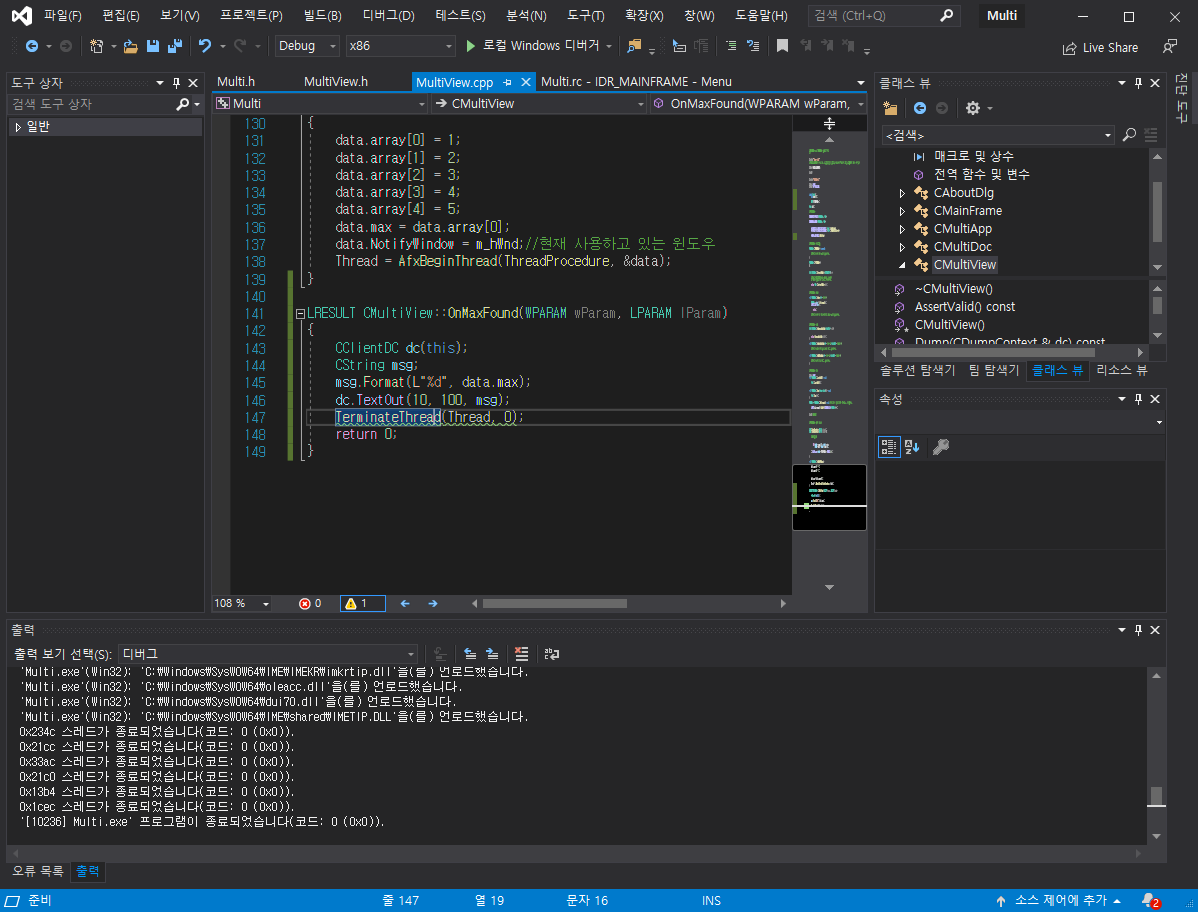 파일(F) 편집(E) 보기(V) 프로젝트(P) 빌드(B) 디버그(D) 테스트(S) 분석(N) 도구(T) 확장(X) 창(W) 도움말(H) 검색 (Ctrl+Q) Multi
Debug x86 로컬 Windows 디버거 Live Share
도구 상자
검색 도구 상자
일반
Multi.h MultiView.h MultiView.cpp Multi.rc - IDR_MAINFRAME - Menu
Multi CMultiView OnMaxFound(WPARAM wParam,
130 {
131 data.array[0] = 1;
132 data.array[1] = 2;
133 data.array[2] = 3;
134 data.array[3] = 4;
135 data.array[4] = 5;
136 data.max = data.array[0];
137 data.NotifyWindow = m_hWnd;//현재 사용하고 있는 윈도우
138 Thread = AfxBeginThread(ThreadProcedure, &data);
139 }
140
141 LRESULT CMultiView::OnMaxFound(WPARAM wParam, LPARAM lParam)
142 {
143 CClientDC dc(this);
144 CString msg;
145 msg.Format(L"%d", data.max);
146 dc.TextOut(10, 100, msg);
147 TerminateThread(Thread, 0);
148 return 0;
149 }
108 % 0 1
클래스 뷰
<검색>
매크로 및 상수
전역 함수 및 변수
CAboutDlg
CMainFrame
CMultiApp
CMultiDoc
CMultiView
~CMultiView()
AssertValid() const
CMultiView()
Dump(CDumpContext & dc) const
솔루션 탐색기 팀 탐색기 클래스 뷰 리소스 뷰
속성
진단 도구
출력
출력 보기 선택(S): 디버그
'Multi.exe'(Win32): 'C:₩Windows₩SysWOW64₩IME₩IMEKR₩imkrtip.dll'을(를) 언로드했습니다.
'Multi.exe'(Win32): 'C:₩Windows₩SysWOW64₩oleacc.dll'을(를) 언로드했습니다.
'Multi.exe'(Win32): 'C:₩Windows₩SysWOW64₩dui70.dll'을(를) 언로드했습니다.
'Multi.exe'(Win32): 'C:₩Windows₩SysWOW64₩IME₩shared₩IMETIP.DLL'을(를) 언로드했습니다.
0x234c 스레드가 종료되었습니다(코드: 0 (0x0)).
0x21cc 스레드가 종료되었습니다(코드: 0 (0x0)).
0x33ac 스레드가 종료되었습니다(코드: 0 (0x0)).
0x21c0 스레드가 종료되었습니다(코드: 0 (0x0)).
0x13b4 스레드가 종료되었습니다(코드: 0 (0x0)).
0x1cec 스레드가 종료되었습니다(코드: 0 (0x0)).
'[10236] Multi.exe' 프로그램이 종료되었습니다(코드: 0 (0x0)).
오류 목록 출력
준비 줄 147 열 19 문자 16 INS 소스 제어에 추가 2